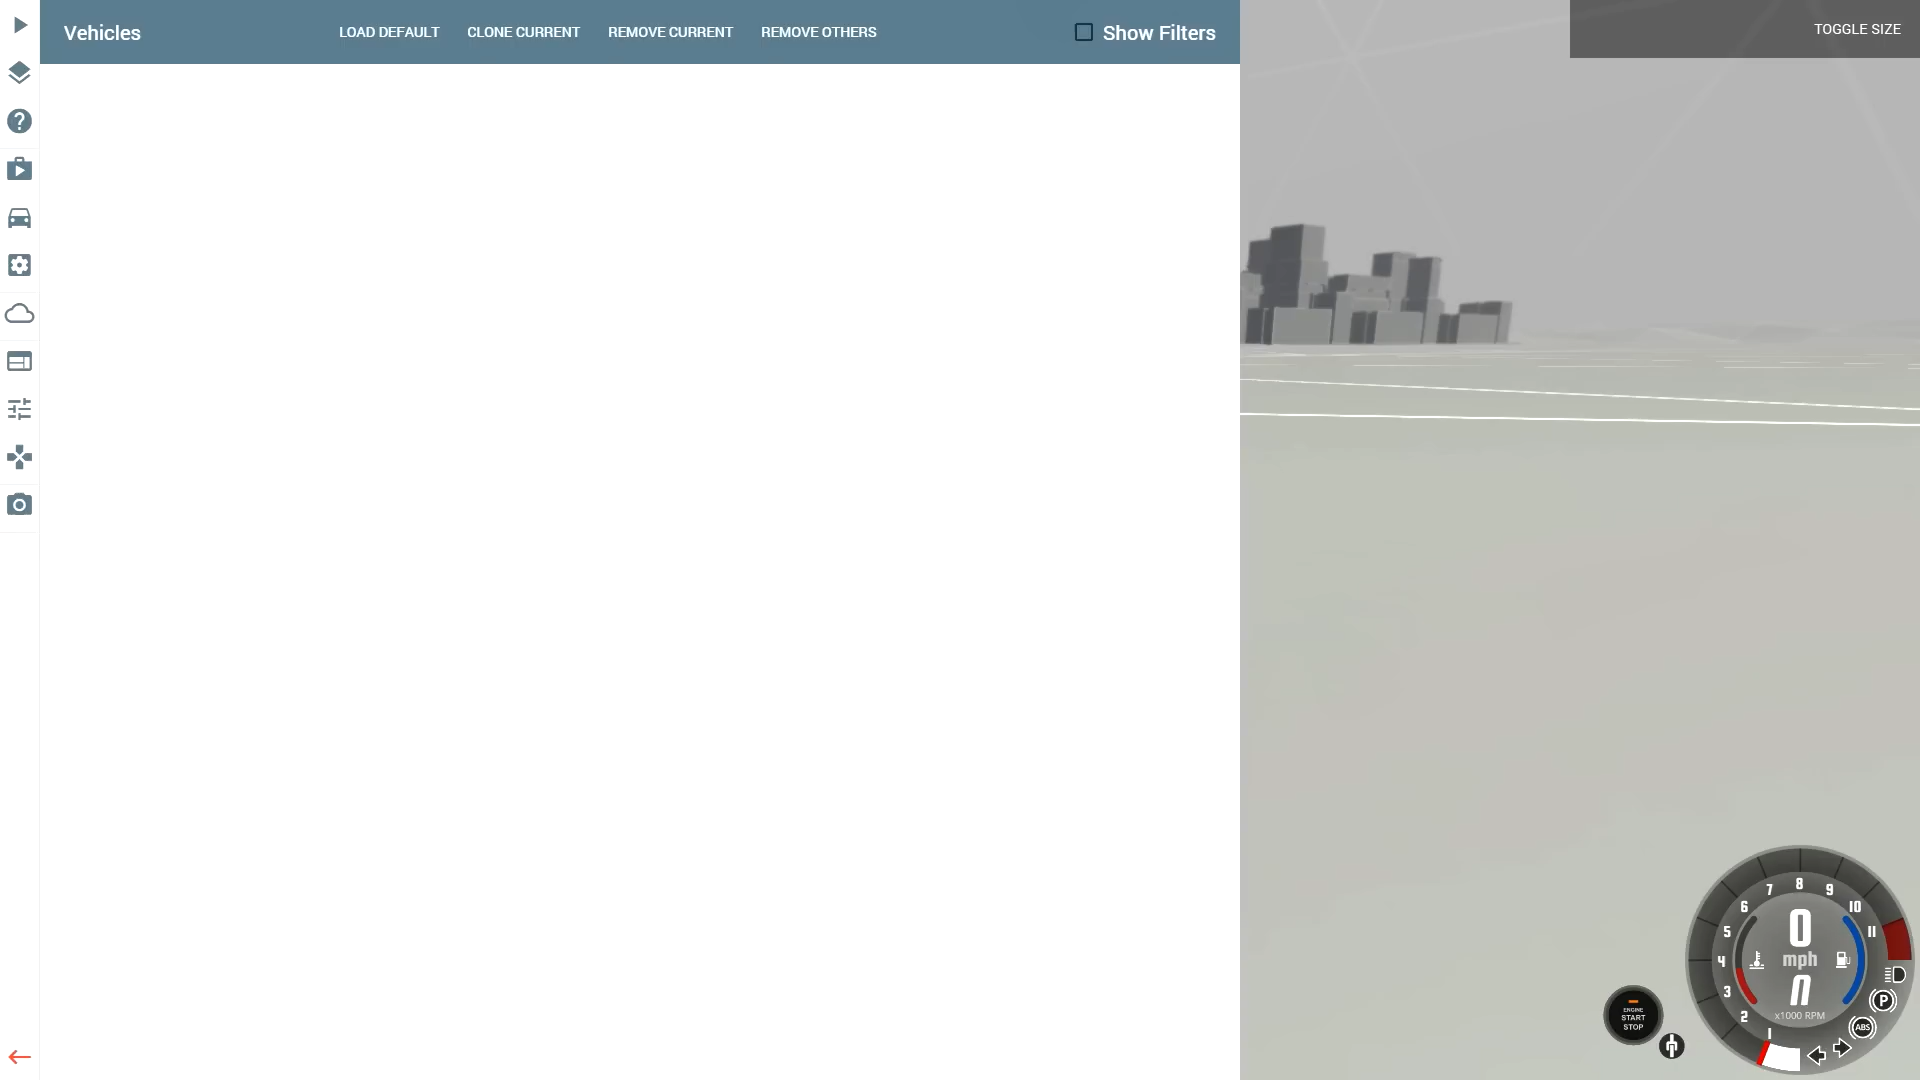 Vehicles
LOAD DEFAULT
CLONE CURRENT
REMOVE CURRENT
REMOVE OTHERS
Show Filters
TOGGLE SIZE
1
2
3
4
5
6
7
8
9
10
11
0
mph
n
x1000 RPM
P
ABS
ENGINE
START
STOP